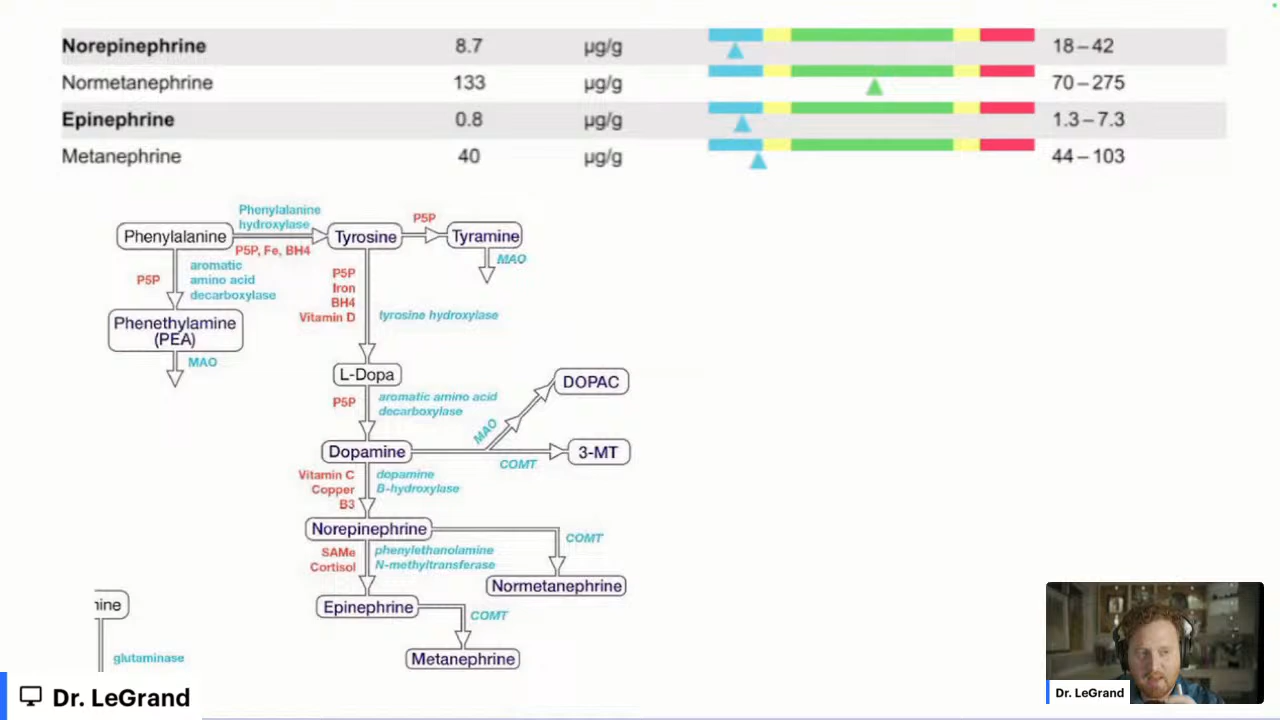 Norepinephrine 8.7 µg/g 18 – 42
Normetanephrine 133 µg/g 70 – 275
Epinephrine 0.8 µg/g 1.3 – 7.3
Metanephrine 40 µg/g 44 – 103
Phenylalanine
hydroxylase
P5P
Phenylalanine
Tyrosine
Tyramine
P5P, Fe, BH4
MAO
P5P
aromatic
amino acid
decarboxylase
P5P
Iron
BH4
Vitamin D
tyrosine hydroxylase
Phenethylamine
(PEA)
MAO
L-Dopa
DOPAC
P5P
aromatic amino acid
decarboxylase
MAO
Dopamine
3-MT
COMT
Vitamin C
Copper
B3
dopamine
B-hydroxylase
Norepinephrine
COMT
SAMe
Cortisol
phenylethanolamine
N-methyltransferase
Normetanephrine
Epinephrine
COMT
Metanephrine
nine
glutaminase
Dr. LeGrand
Dr. LeGrand